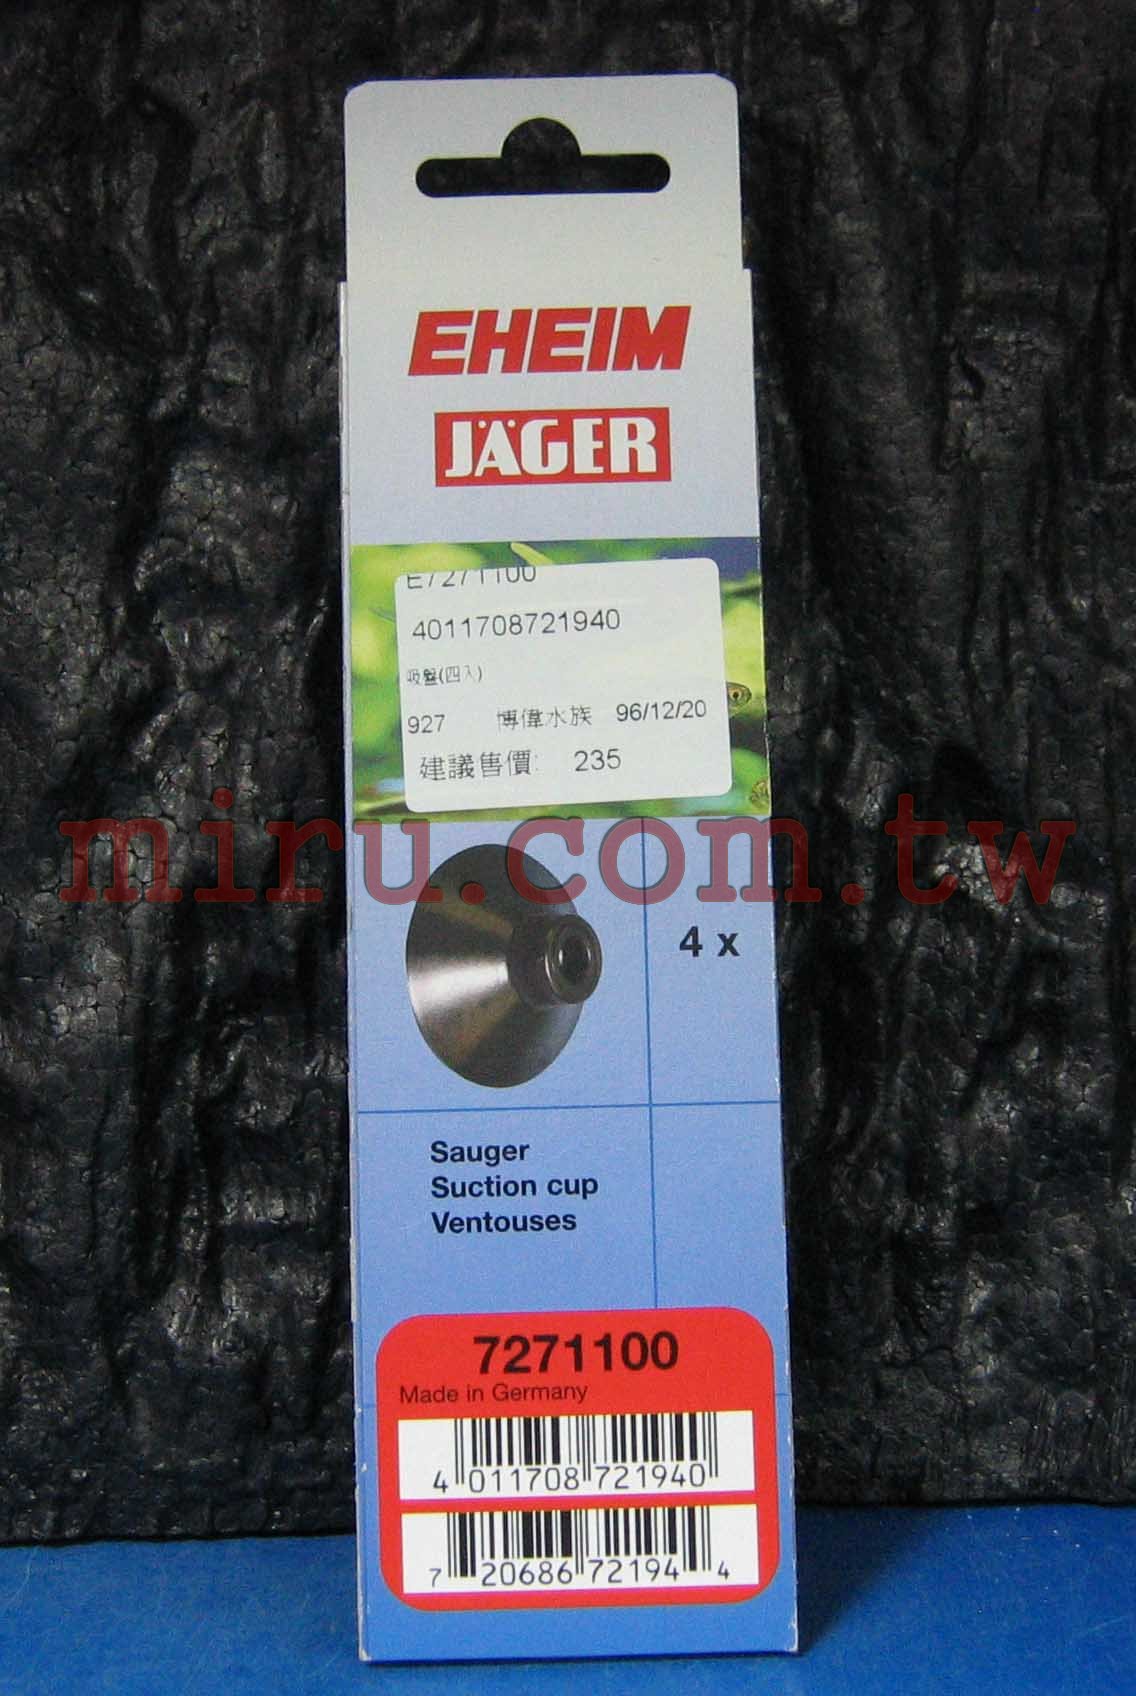 EHEIM
JÄGER
E7271100
4011708721940
吸盤(四入)
927 博偉水族 96/12/20
建議售價: 235
miru.com.tw
4 x
Sauger
Suction cup
Ventouses
7271100
Made in Germany
4 011708 721940
7 20686 72194 4